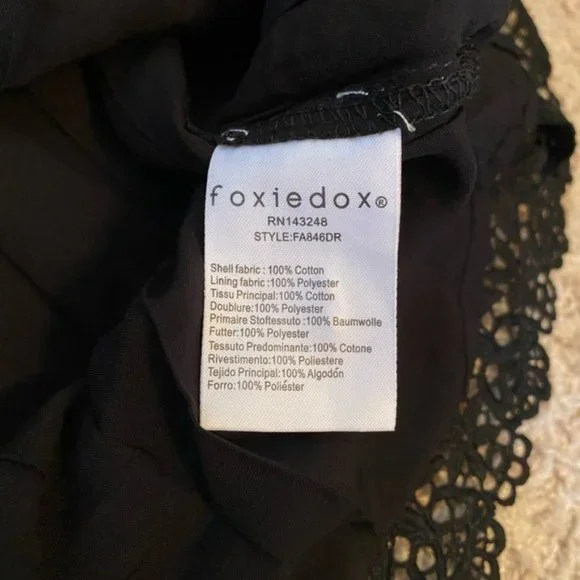 foxiedox®
RN143248
STYLE:FA846DR
Shell fabric : 100% Cotton
Lining fabric : 100% Polyester
Tissu Principal : 100% Cotton
Doublure: 100% Polyester
Primaire Stoftessuto : 100% Baumwolle
Futter: 100% Polyester
Tessuto Predominante: 100% Cotone
Rivestimento: 100% Poliestere
Tejido Principal: 100% Algodón
Forro: 100% Poliéster